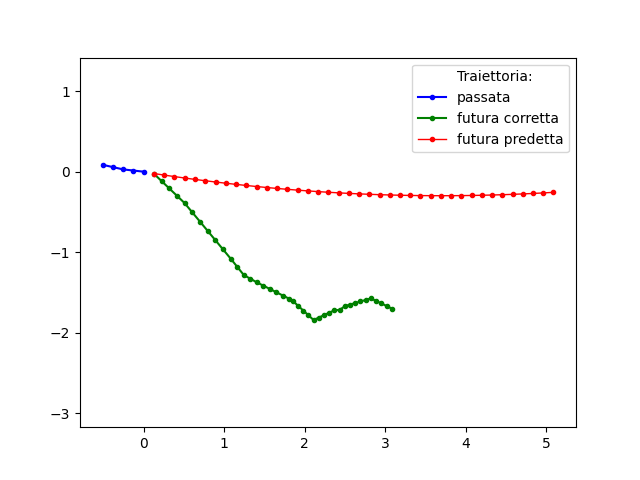 Traiettoria:
passata
futura corretta
futura predetta
1
0
−1
−2
−3
0 1 2 3 4 5